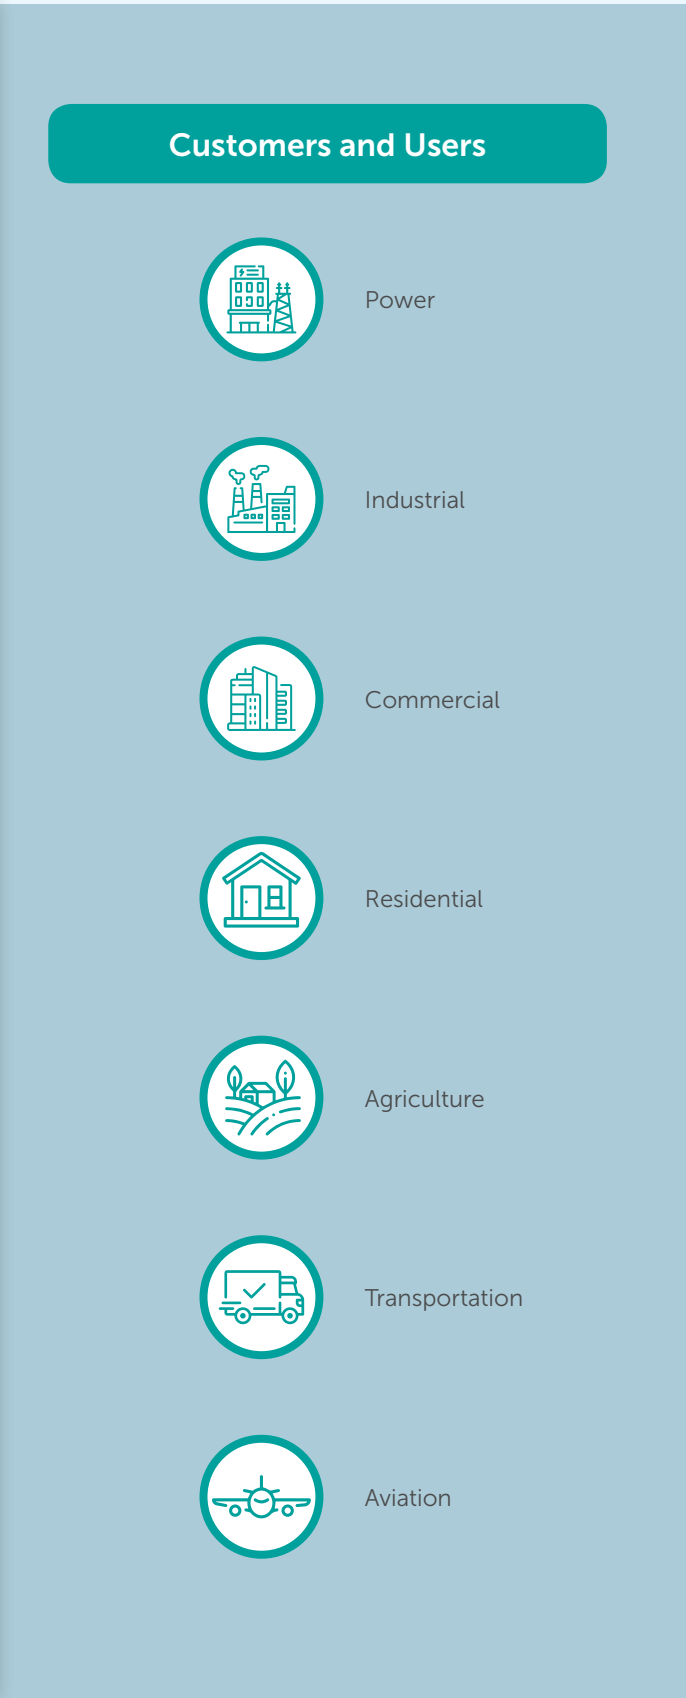 Customers and Users
Power
Industrial
Commercial
Residential
Agriculture
Transportation
Aviation